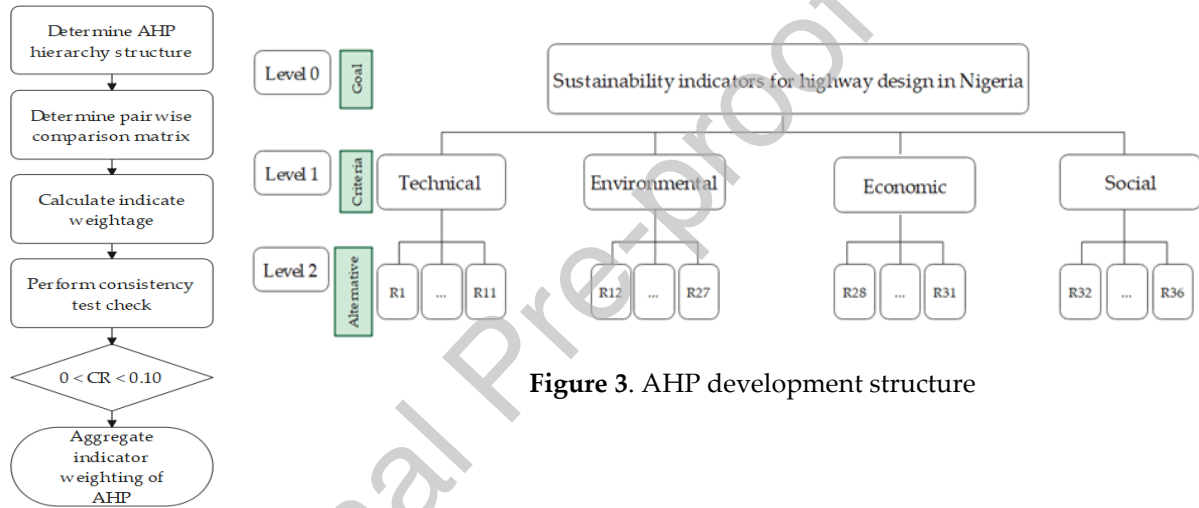 Determine AHP
hierarchy structure
Determine pairwise
comparison matrix
Calculate indicate
weightage
Perform consistency
test check
0 < CR < 0.10
Aggregate
indicator
weighting of
AHP
Level 0
Goal
Sustainability indicators for highway design in Nigeria
Level 1
Criteria
Technical
Environmental
Economic
Social
Level 2
Alternative
R1
...
R11
R12
...
R27
R28
...
R31
R32
...
R36
Figure 3. AHP development structure
nal Pre-proof